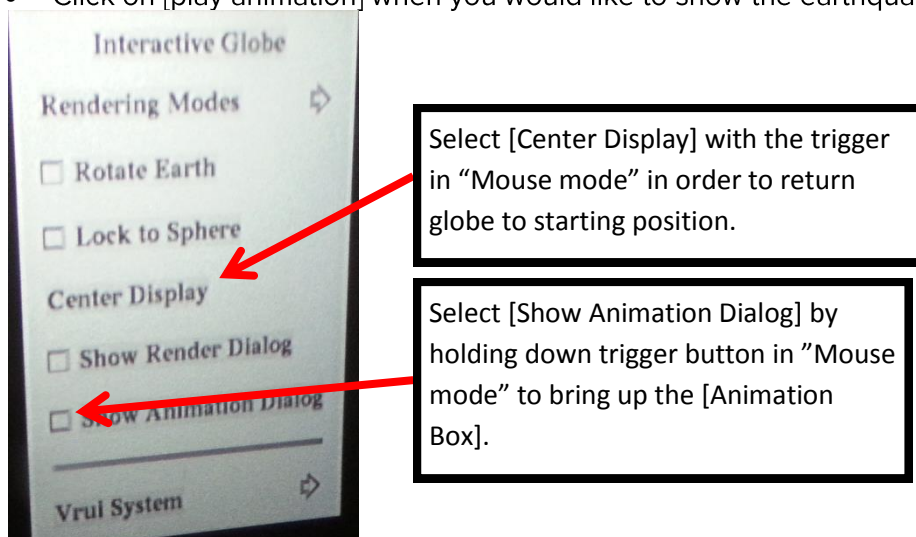 • Click on [play animation] when you would like to show the earthqua
Interactive Globe
Rendering Modes
Rotate Earth
Lock to Sphere
Center Display
Show Render Dialog
Show Animation Dialog
Vrui System
Select [Center Display] with the trigger
in “Mouse mode” in order to return
globe to starting position.
Select [Show Animation Dialog] by
holding down trigger button in ”Mouse
mode” to bring up the [Animation
Box].